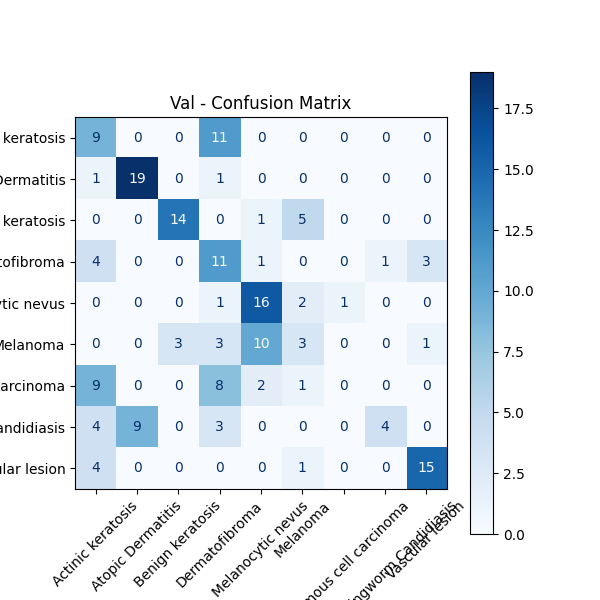 Val - Confusion Matrix
keratosis 9 0 0 11 0 0 0 0 0
Dermatitis 1 19 0 1 0 0 0 0 0
keratosis 0 0 14 0 1 5 0 0 0
tofibroma 4 0 0 11 1 0 0 1 3
tic nevus 0 0 0 1 16 2 1 0 0
Melanoma 0 0 3 3 10 3 0 0 1
arcinoma 9 0 0 8 2 1 0 0 0
andidiasis 4 9 0 3 0 0 0 4 0
lar lesion 4 0 0 0 0 1 0 0 15
Actinic keratosis
Atopic Dermatitis
Benign keratosis
Dermatofibroma
Melanocytic nevus
Melanoma
mous cell carcinoma
ngworm Candidiasis
Vascular lesion
17.5
15.0
12.5
10.0
7.5
5.0
2.5
0.0